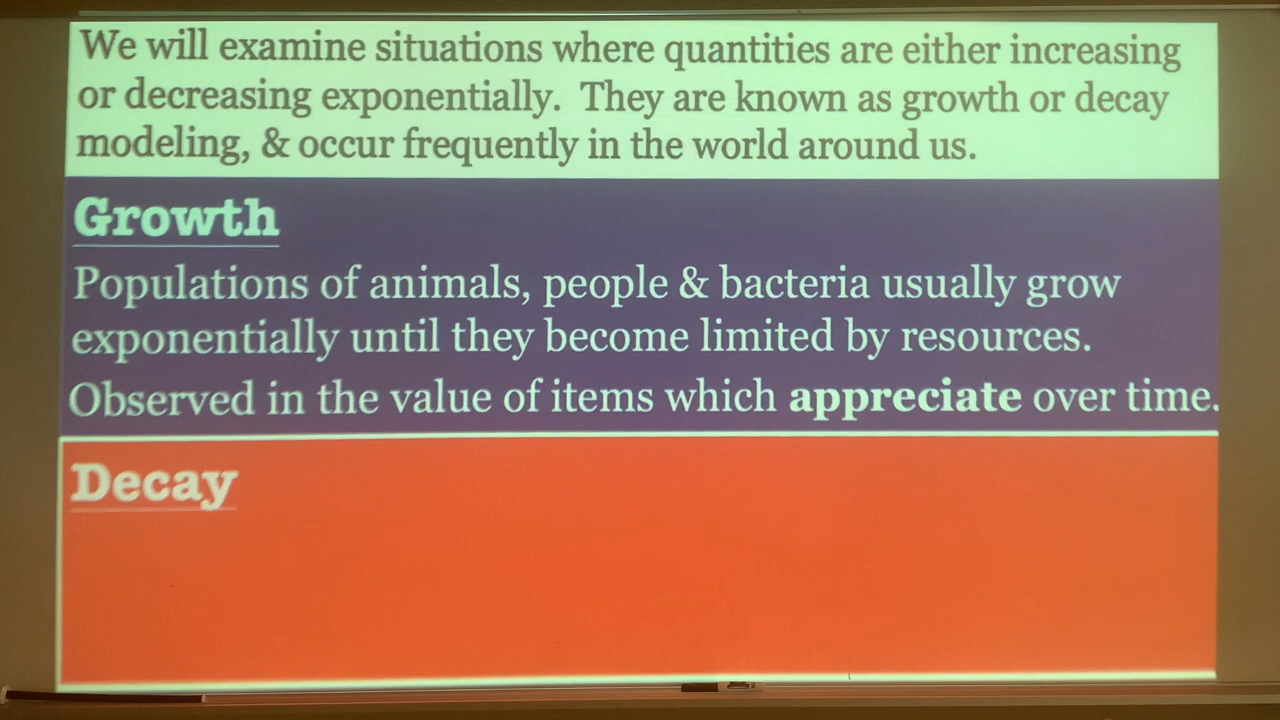 We will examine situations where quantities are either increasing
or decreasing exponentially. They are known as growth or decay
modeling, & occur frequently in the world around us.
Growth
Populations of animals, people & bacteria usually grow
exponentially until they become limited by resources.
Observed in the value of items which appreciate over time.
Decay